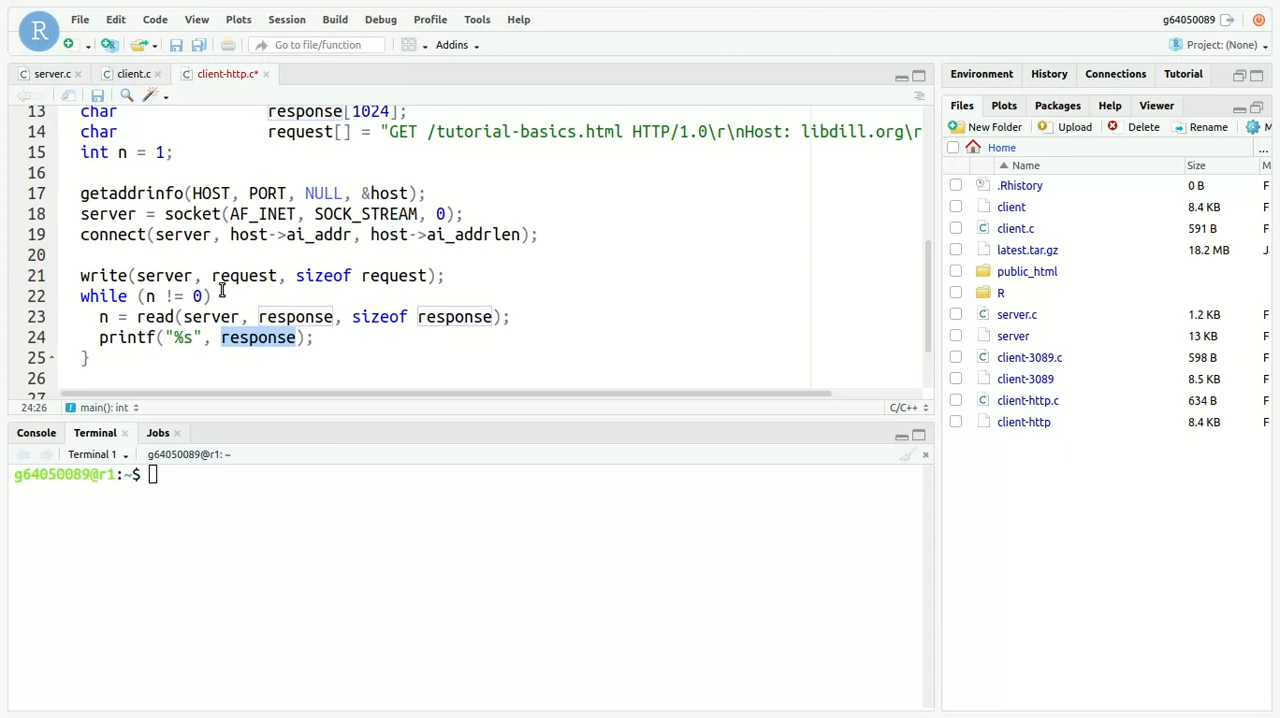 R
File Edit Code View Plots Session Build Debug Profile Tools Help
g64050089
Go to file/function
Addins
Project: (None)
server.c
client.c
client-http.c*
13 char response[1024];
14 char request[] = "GET /tutorial-basics.html HTTP/1.0\r\nHost: libdill.org\r
15 int n = 1;
16
17 getaddrinfo(HOST, PORT, NULL, &host);
18 server = socket(AF_INET, SOCK_STREAM, 0);
19 connect(server, host->ai_addr, host->ai_addrlen);
20
21 write(server, request, sizeof request);
22 while (n != 0)
23 n = read(server, response, sizeof response);
24 printf("%s", response);
25 }
26
27
24:26 main(): int C/C++
Console Terminal Jobs
Terminal 1 g64050089@r1: ~
g64050089@r1:~$
Environment History Connections Tutorial
Files Plots Packages Help Viewer
New Folder Upload Delete Rename M
Home ...
Name Size M
.Rhistory 0 B F
client 8.4 KB F
client.c 591 B F
latest.tar.gz 18.2 MB J
public_html F
R F
server.c 1.2 KB F
server 13 KB F
client-3089.c 598 B F
client-3089 8.5 KB F
client-http.c 634 B F
client-http 8.4 KB F